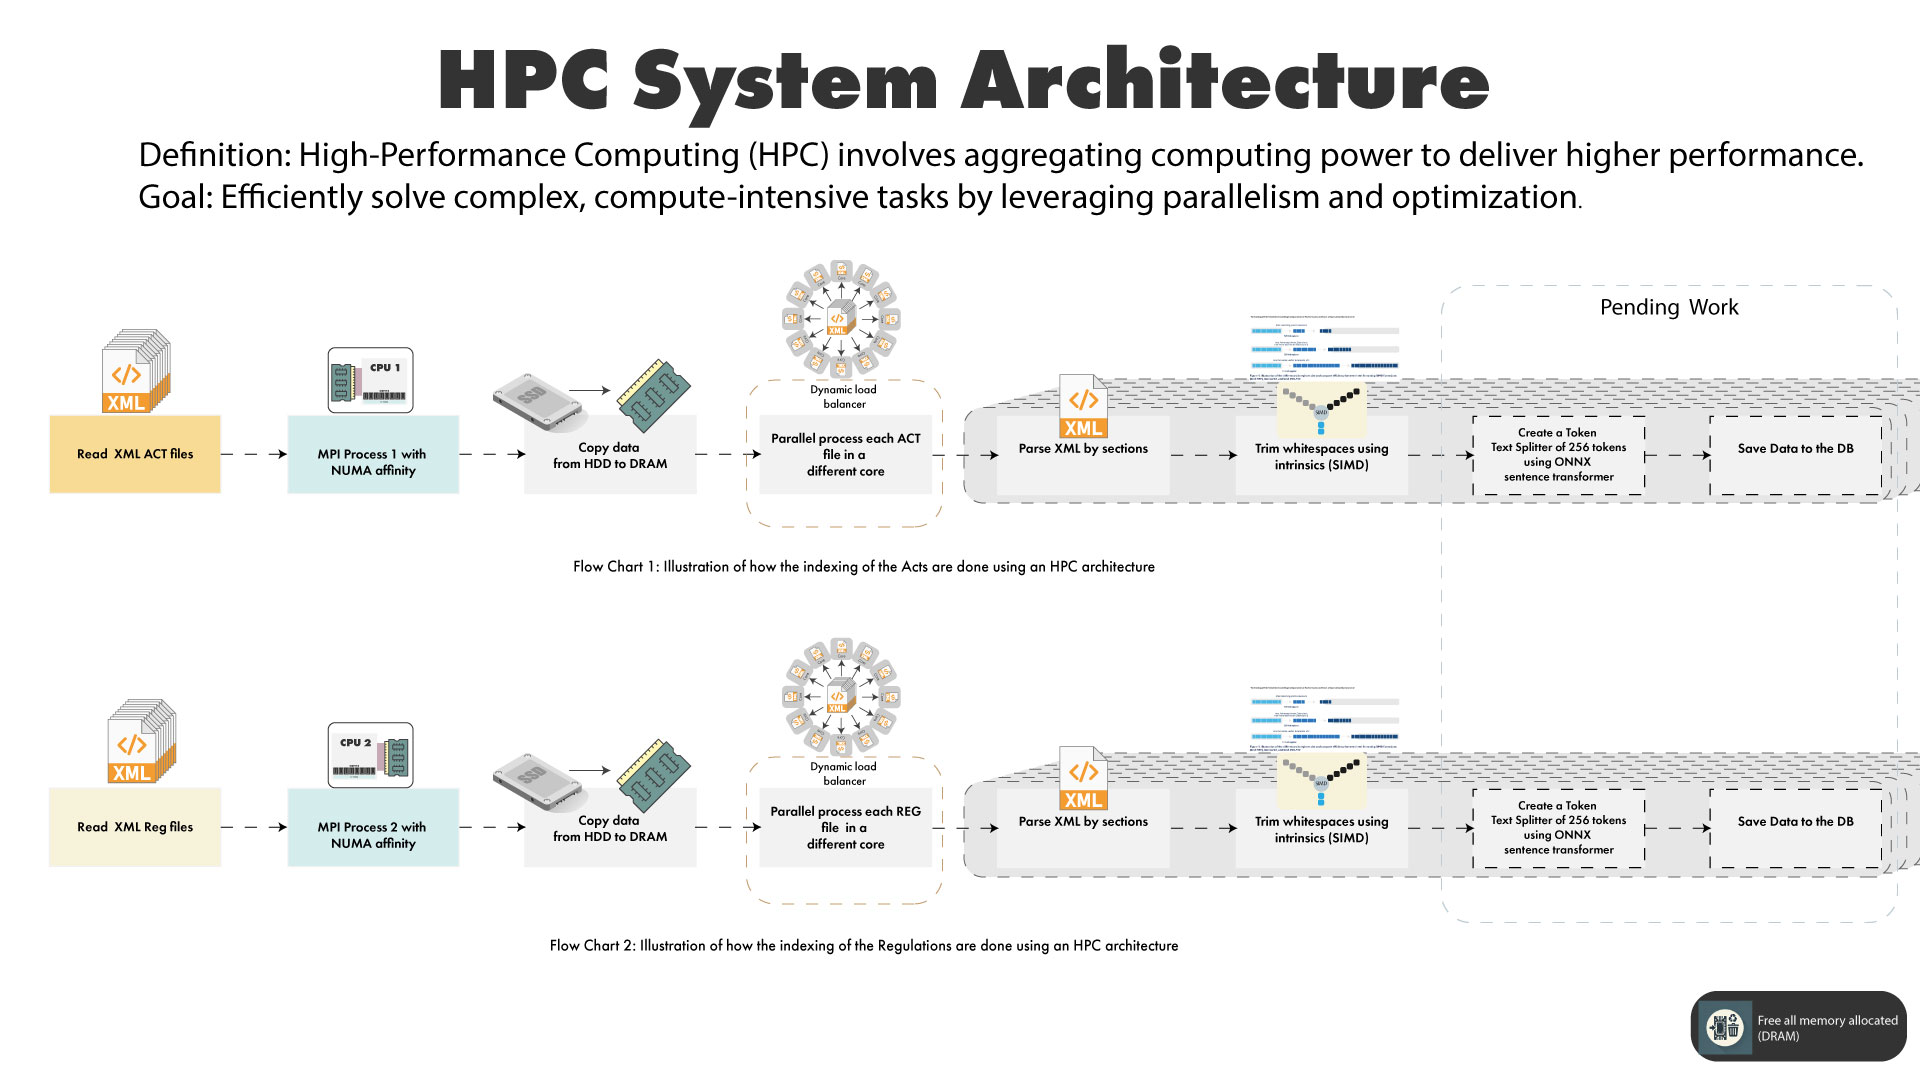 HPC System Architecture
Definition: High-Performance Computing (HPC) involves aggregating computing power to deliver higher performance.
Goal: Efficiently solve complex, compute-intensive tasks by leveraging parallelism and optimization.
Pending Work
XML
Read XML ACT files
CPU 1
MPI Process 1 with
NUMA affinity
SSD
Copy data
from HDD to DRAM
XML
Dynamic load
balancer
Parallel process each ACT
file in a
different core
XML
Parse XML by sections
SIMD
Trim whitespaces using
intrinsics (SIMD)
Create a Token
Text Splitter of 256 tokens
using ONNX
sentence transformer
Save Data to the DB
Flow Chart 1: Illustration of how the indexing of the Acts are done using an HPC architecture
XML
Read XML Reg files
CPU 2
MPI Process 2 with
NUMA affinity
SSD
Copy data
from HDD to DRAM
XML
Dynamic load
balancer
Parallel process each REG
file in a
different core
XML
Parse XML by sections
SIMD
Trim whitespaces using
intrinsics (SIMD)
Create a Token
Text Splitter of 256 tokens
using ONNX
sentence transformer
Save Data to the DB
Flow Chart 2: Illustration of how the indexing of the Regulations are done using an HPC architecture
Free all memory allocated
(DRAM)